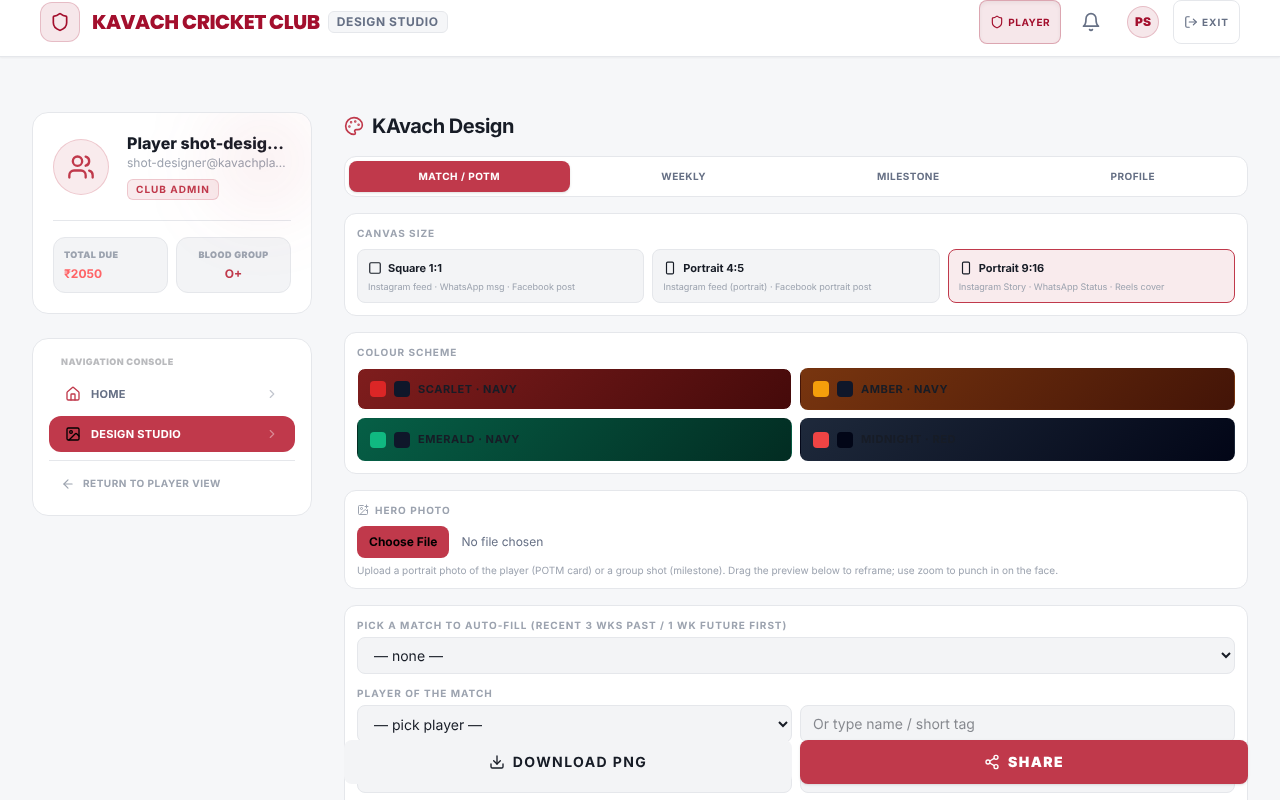 KAVACH CRICKET CLUB DESIGN STUDIO
PLAYER
PS
EXIT
Player shot-desig...
shot-designer@kavachpla...
CLUB ADMIN
TOTAL DUE
₹2050
BLOOD GROUP
O+
NAVIGATION CONSOLE
HOME
DESIGN STUDIO
RETURN TO PLAYER VIEW
KAvach Design
MATCH / POTM
WEEKLY
MILESTONE
PROFILE
CANVAS SIZE
Square 1:1
Instagram feed · WhatsApp msg · Facebook post
Portrait 4:5
Instagram feed (portrait) · Facebook portrait post
Portrait 9:16
Instagram Story · WhatsApp Status · Reels cover
COLOUR SCHEME
SCARLET · NAVY
AMBER · NAVY
EMERALD · NAVY
HERO PHOTO
Choose File No file chosen
Upload a portrait photo of the player (POTM card) or a group shot (milestone). Drag the preview below to reframe; use zoom to punch in on the face.
PICK A MATCH TO AUTO-FILL (RECENT 3 WKS PAST / 1 WK FUTURE FIRST)
— none —
PLAYER OF THE MATCH
— pick player —
Or type name / short tag
DOWNLOAD PNG
SHARE